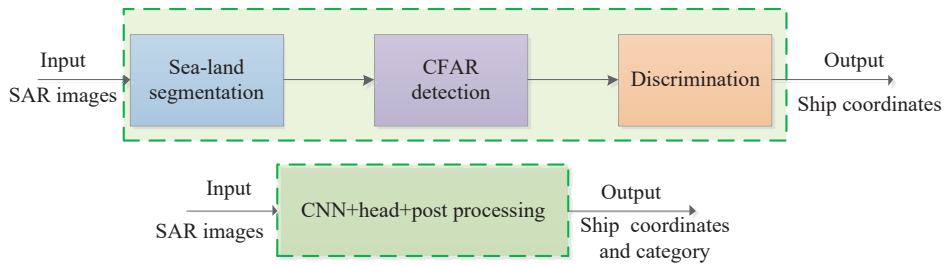 Input
SAR images
Sea-land
segmentation
CFAR
detection
Discrimination
Output
Ship coordinates
Input
SAR images
CNN+head+post processing
Output
Ship coordinates
and category